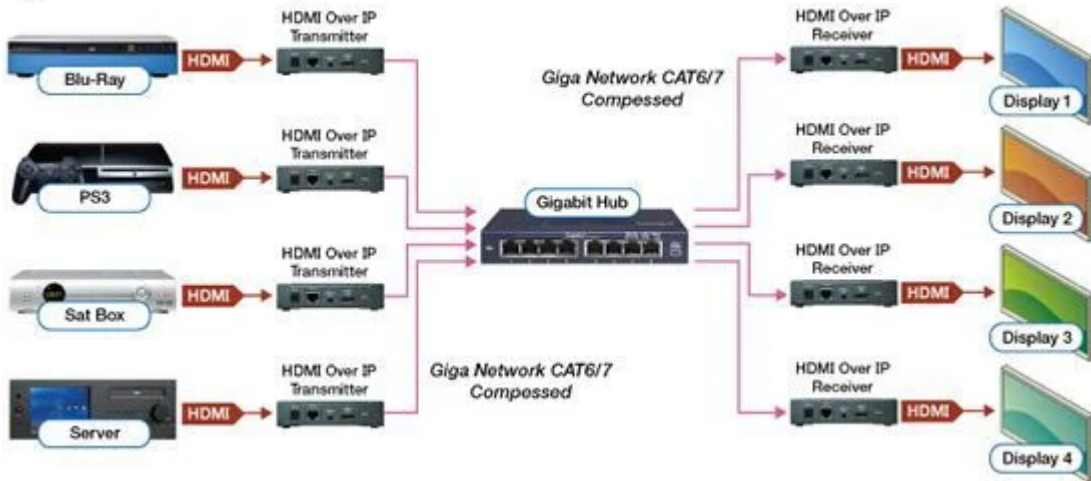 HDMI Over IP
Transmitter
HDMI
Blu-Ray
HDMI Over IP
Transmitter
HDMI
PS3
HDMI Over IP
Transmitter
HDMI
Sat Box
HDMI Over IP
Transmitter
HDMI
Server
Giga Network CAT6/7
Compessed
Gigabit Hub
Giga Network CAT6/7
Compessed
HDMI Over IP
Receiver
HDMI
Display 1
HDMI Over IP
Receiver
HDMI
Display 2
HDMI Over IP
Receiver
HDMI
Display 3
HDMI Over IP
Receiver
HDMI
Display 4